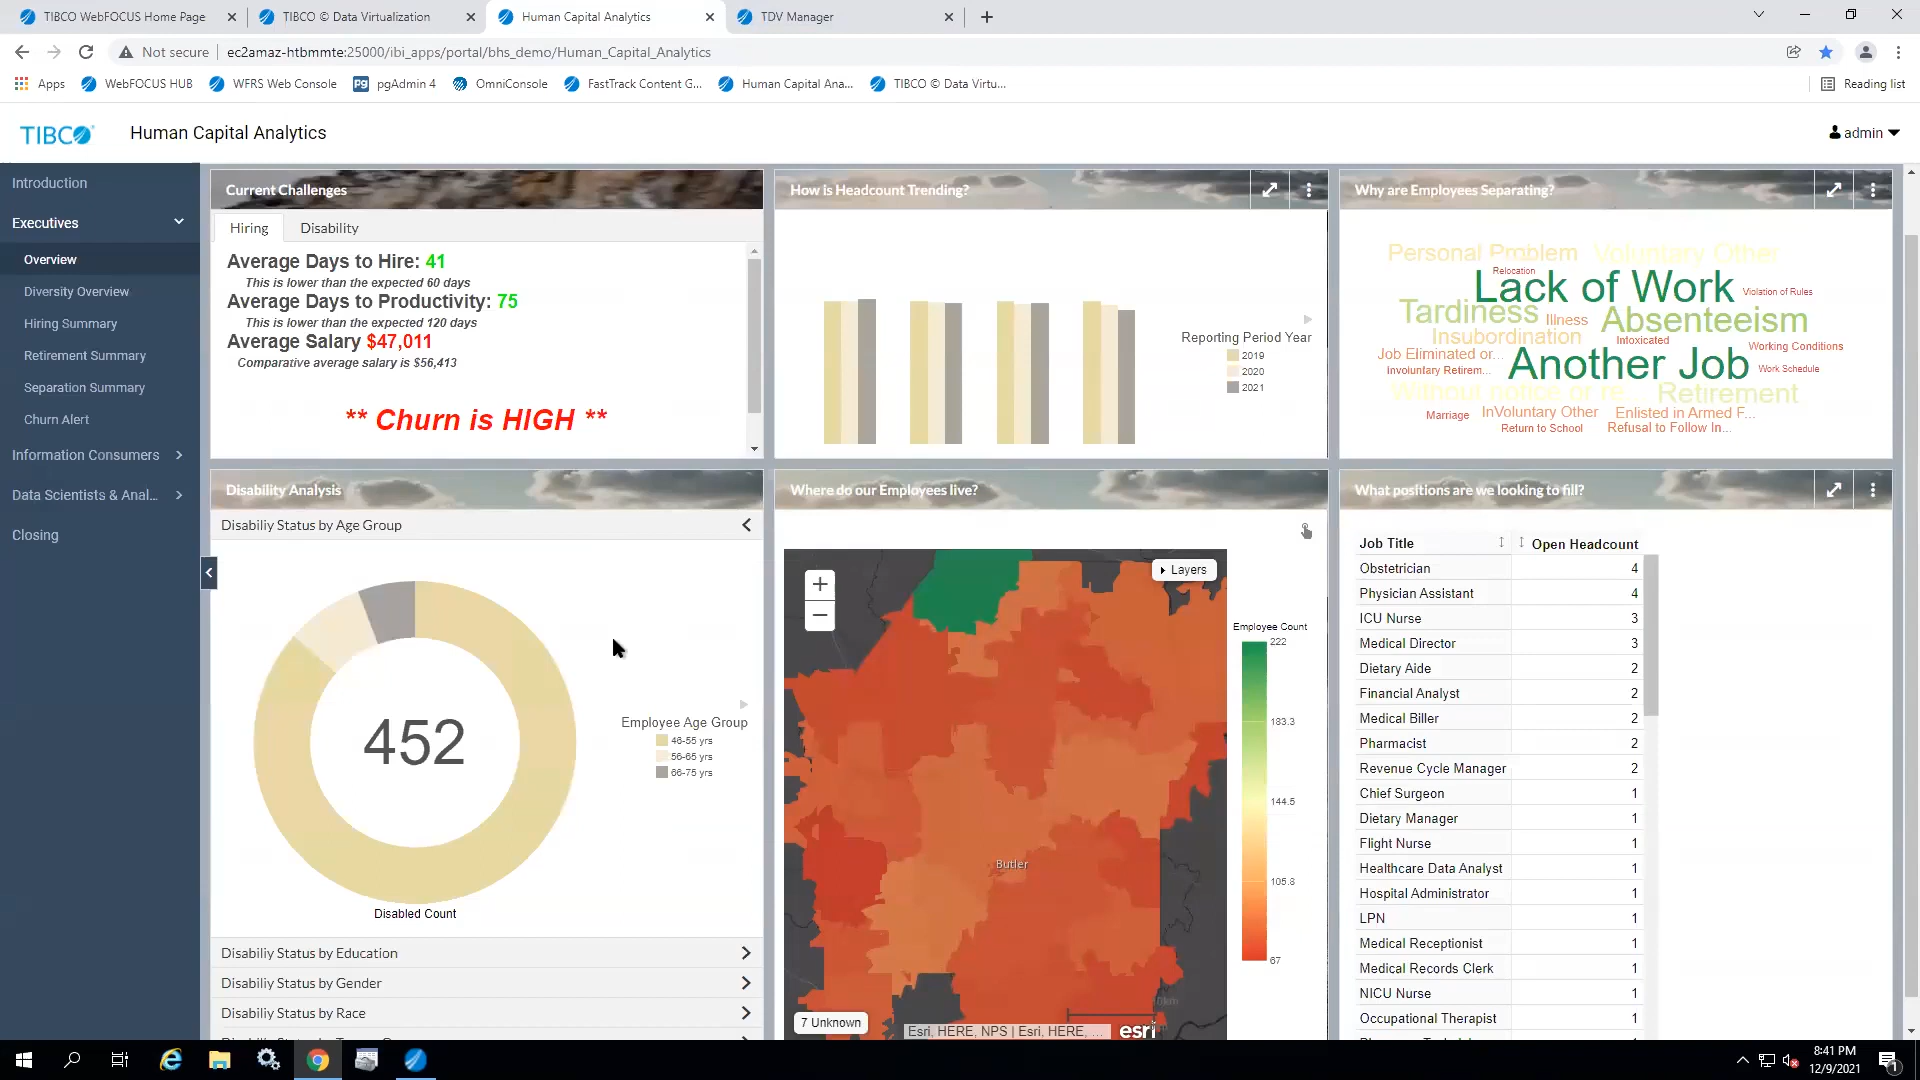 TIBCO WebFOCUS Home Page
TIBCO © Data Virtualization
Human Capital Analytics
TDV Manager
Not secure
ec2amaz-htbmmte:25000/ibi_apps/portal/bhs_demo/Human_Capital_Analytics
Apps
WebFOCUS HUB
WFRS Web Console
pgAdmin 4
OmniConsole
FastTrack Content G...
Human Capital Ana...
TIBCO © Data Virtu...
Reading list
TIBCO
Human Capital Analytics
admin
Introduction
Executives
Overview
Diversity Overview
Hiring Summary
Retirement Summary
Separation Summary
Churn Alert
Information Consumers
Data Scientists & Anal...
Closing
Current Challenges
Hiring
Disability
Average Days to Hire: 41
This is lower than the expected 60 days
Average Days to Productivity: 75
This is lower than the expected 120 days
Average Salary $47,011
Comparative average salary is $56,413
** Churn is HIGH **
How is Headcount Trending?
Reporting Period Year
2019
2020
2021
Why are Employees Separating?
Personal Problem
Voluntary Other
Relocation
Lack of Work
Violation of Rules
Tardiness
Illness
Absenteeism
Insubordination
Intoxicated
Job Eliminated or...
Another Job
Working Conditions
Involuntary Retirem...
Work Schedule
Without notice or re...
Retirement
Marriage
InVoluntary Other
Enlisted in Armed F...
Return to School
Refusal to Follow In...
Disability Analysis
Disabiliy Status by Age Group
452
Employee Age Group
46-55 yrs
56-65 yrs
66-75 yrs
Disabled Count
Disabiliy Status by Education
Disabiliy Status by Gender
Disabiliy Status by Race
Where do our Employees live?
Layers
Employee Count
222
183.3
144.5
105.8
67
Butler
7 Unknown
Esri, HERE, NPS | Esri, HERE, ...
esri
What positions are we looking to fill?
Job Title
Open Headcount
Obstetrician 4
Physician Assistant 4
ICU Nurse 3
Medical Director 3
Dietary Aide 2
Financial Analyst 2
Medical Biller 2
Pharmacist 2
Revenue Cycle Manager 2
Chief Surgeon 1
Dietary Manager 1
Flight Nurse 1
Healthcare Data Analyst 1
Hospital Administrator 1
LPN 1
Medical Receptionist 1
Medical Records Clerk 1
NICU Nurse 1
Occupational Therapist 1
8:41 PM
12/9/2021
1